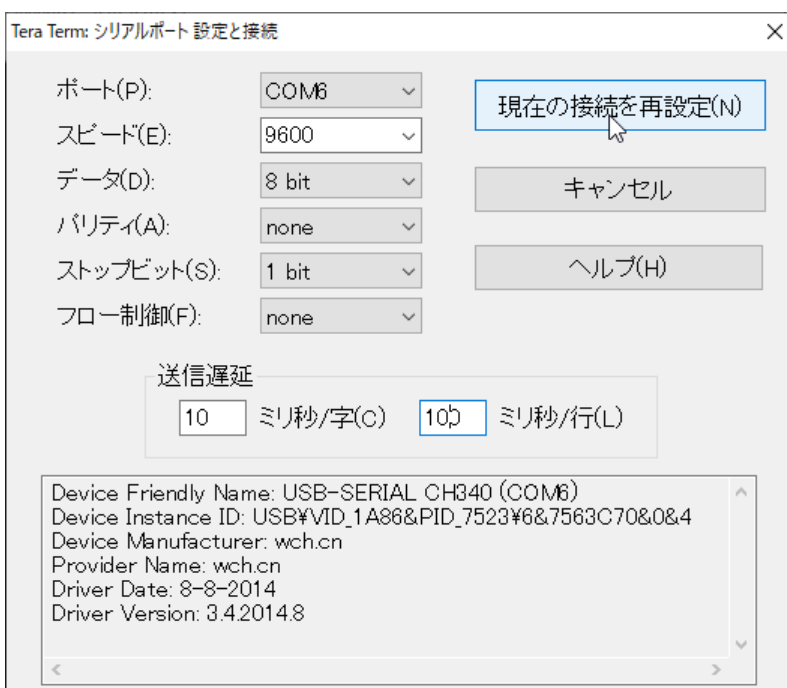 Tera Term: シリアルポート 設定と接続
ポート(P):
COM6
現在の接続を再設定(N)
スピード(E):
9600
データ(D):
8 bit
キャンセル
パリティ(A):
none
ストップビット(S):
1 bit
ヘルプ(H)
フロー制御(F):
none
送信遅延
10 ミリ秒/字(C) 100 ミリ秒/行(L)
Device Friendly Name: USB-SERIAL CH340 (COM6)
Device Instance ID: USB¥VID_1A86&PID_7523¥6&7563C70&0&4
Device Manufacturer: wch.cn
Provider Name: wch.cn
Driver Date: 8-8-2014
Driver Version: 3.4.2014.8